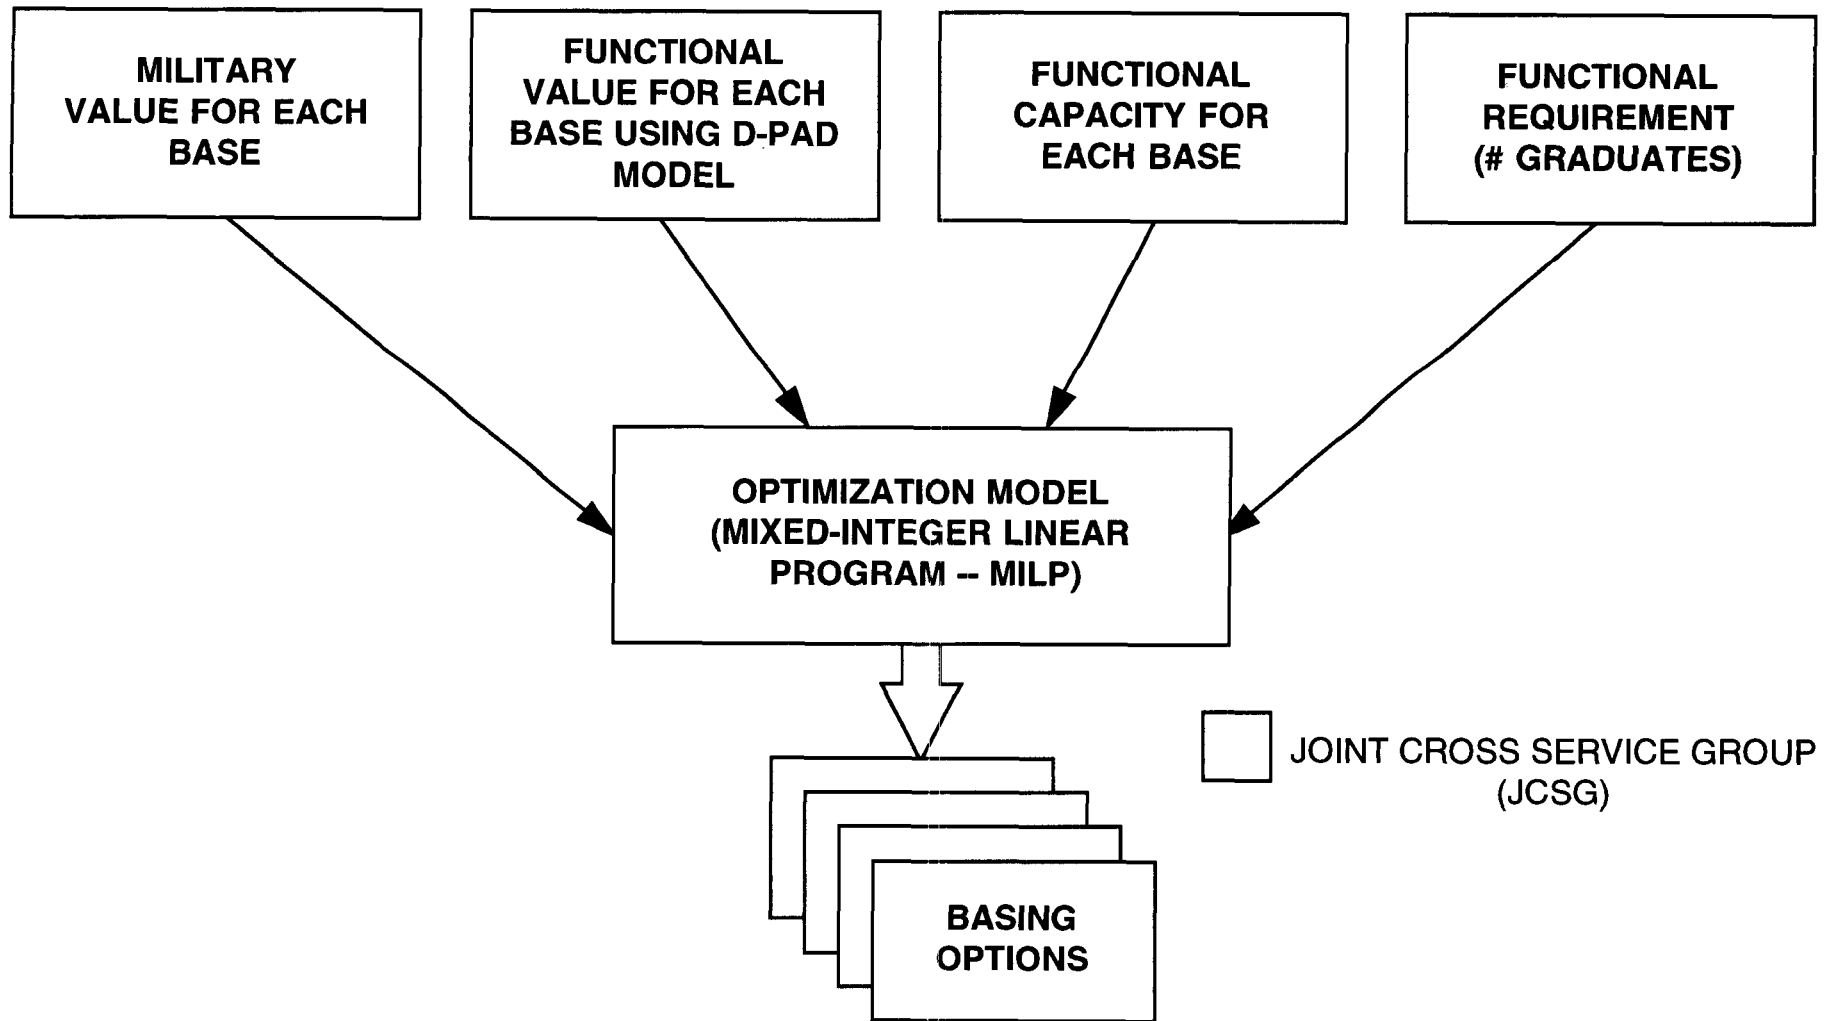 MILITARY
VALUE FOR EACH
BASE
FUNCTIONAL
VALUE FOR EACH
BASE USING D-PAD
MODEL
FUNCTIONAL
CAPACITY FOR
EACH BASE
FUNCTIONAL
REQUIREMENT
(# GRADUATES)
OPTIMIZATION MODEL
(MIXED-INTEGER LINEAR
PROGRAM -- MILP)
JOINT CROSS SERVICE GROUP
(JCSG)
BASING
OPTIONS